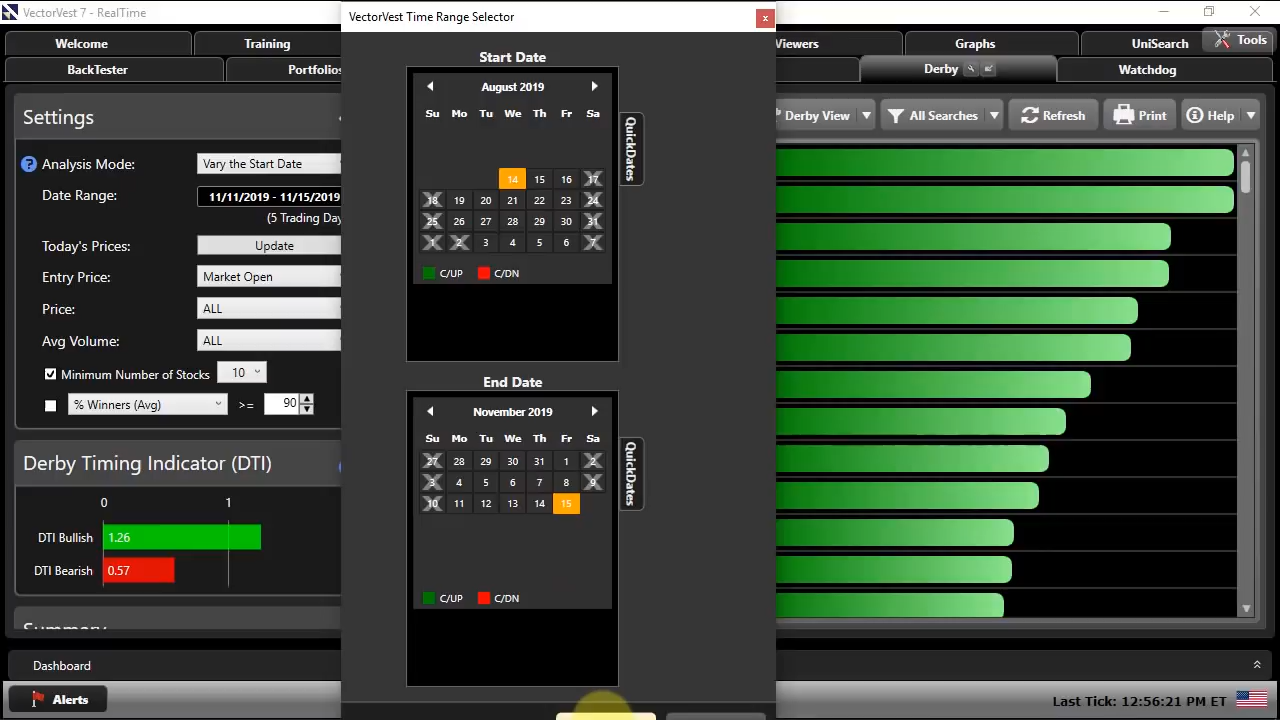 VectorVest 7 - RealTime
VectorVest Time Range Selector
x
Welcome
Training
Viewers
Graphs
UniSearch
Tools
BackTester
Portfolios
Derby
Watchdog
Settings
? Analysis Mode: Vary the Start Date
Date Range: 11/11/2019 - 11/15/2019
(5 Trading Day
Today's Prices: Update
Entry Price: Market Open
Price: ALL
Avg Volume: ALL
Minimum Number of Stocks 10
% Winners (Avg) >= 90
Derby Timing Indicator (DTI)
0 1
DTI Bullish 1.26
DTI Bearish 0.57
Summary
Start Date
August 2019
Su Mo Tu We Th Fr Sa
14 15 16 17
18 19 20 21 22 23 24
25 26 27 28 29 30 31
1 2 3 4 5 6 7
C/UP C/DN
QuickDates
End Date
November 2019
Su Mo Tu We Th Fr Sa
27 28 29 30 31 1 2
3 4 5 6 7 8 9
10 11 12 13 14 15
C/UP C/DN
QuickDates
Derby View
All Searches
Refresh
Print
Help
Dashboard
Alerts
Last Tick: 12:56:21 PM ET